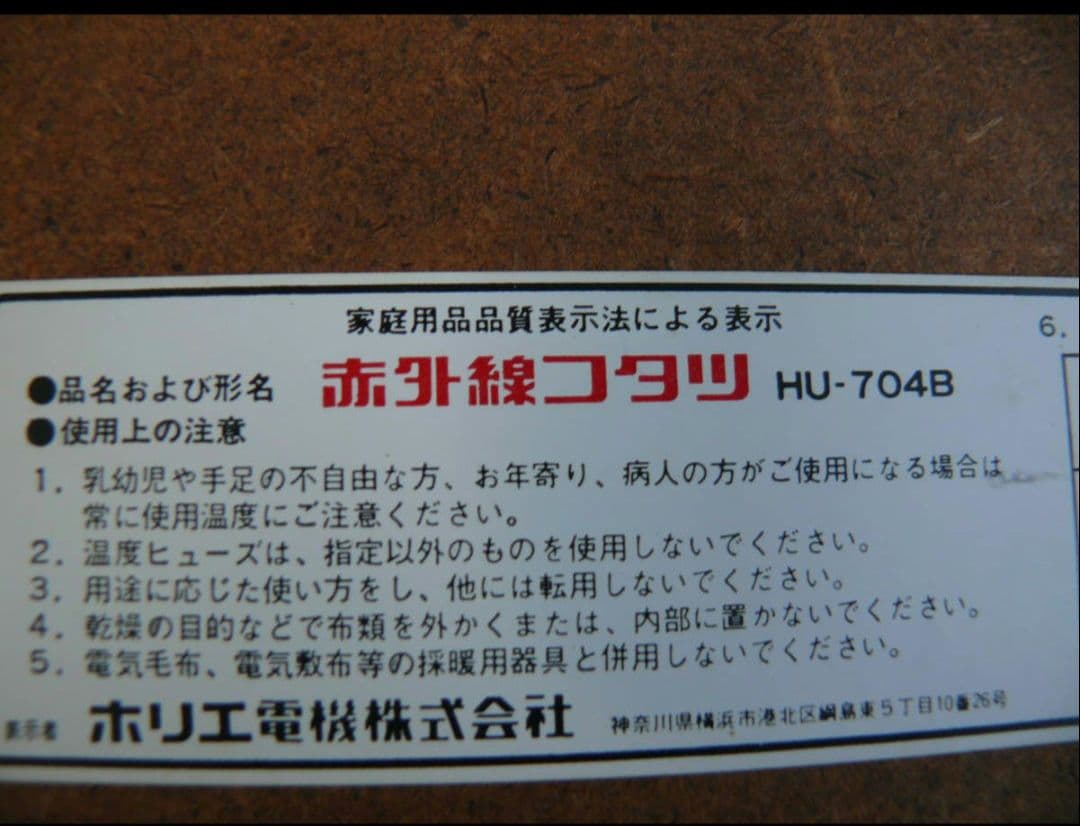 家庭用品品質表示法による表示
●品名および形名 赤外線コタツ HU-704B
●使用上の注意
1. 乳幼児や手足の不自由な方、お年寄り、病人の方がご使用になる場合は
常に使用温度にご注意ください。
2. 温度ヒューズは、指定以外のものを使用しないでください。
3. 用途に応じた使い方をし、他には転用しないでください。
4. 乾燥の目的などで布類を外かくまたは、内部に置かないでください。
5. 電気毛布、電気敷布等の採暖用器具と併用しないでください。
表示者 ホリエ電機株式会社 神奈川県横浜市港北区綱島東5丁目10番26号
6.